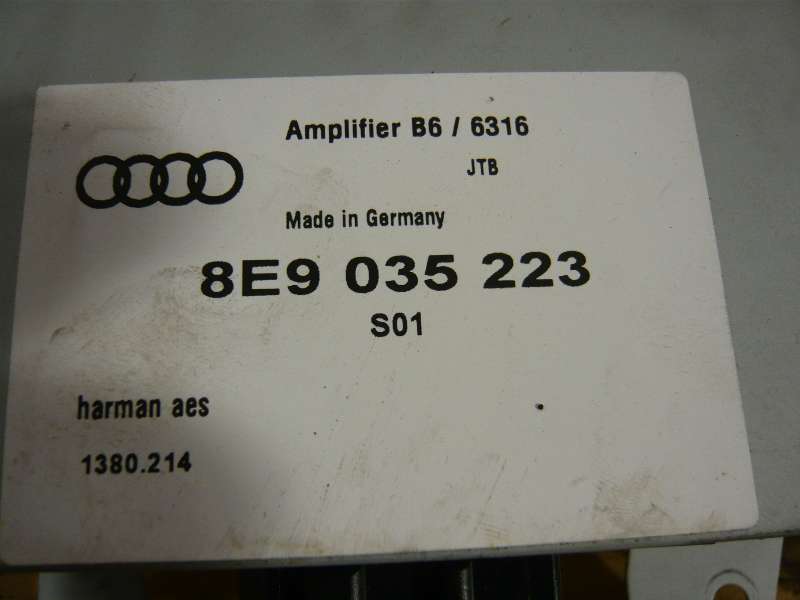 Amplifier B6 / 6316
JTB
Made in Germany
8E9 035 223
S01
harman aes
1380.214